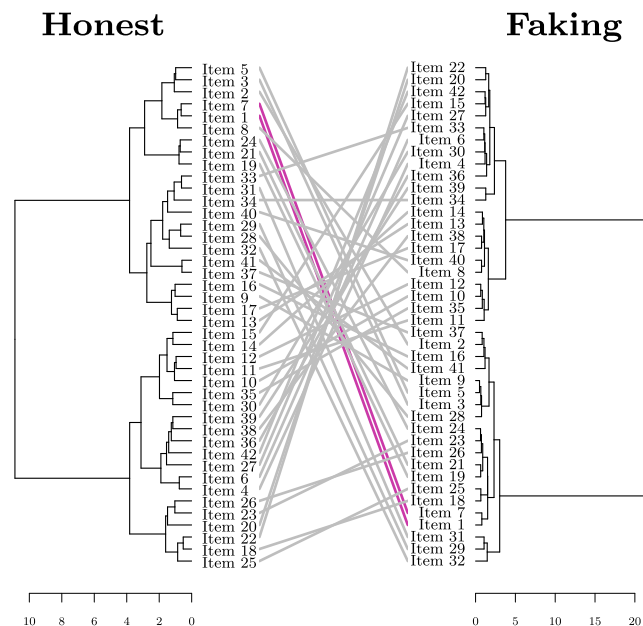 Honest
Faking
Item 5
Item 3
Item 2
Item 7
Item 1
Item 8
Item 24
Item 21
Item 19
Item 33
Item 31
Item 34
Item 40
Item 29
Item 28
Item 32
Item 41
Item 37
Item 16
Item 9
Item 17
Item 13
Item 15
Item 14
Item 12
Item 11
Item 10
Item 35
Item 30
Item 39
Item 38
Item 36
Item 42
Item 27
Item 6
Item 4
Item 26
Item 23
Item 20
Item 22
Item 18
Item 25
Item 22
Item 20
Item 42
Item 15
Item 27
Item 33
Item 6
Item 30
Item 4
Item 36
Item 39
Item 34
Item 14
Item 13
Item 38
Item 17
Item 40
Item 8
Item 12
Item 10
Item 35
Item 11
Item 37
Item 2
Item 16
Item 41
Item 9
Item 5
Item 3
Item 28
Item 24
Item 23
Item 26
Item 21
Item 19
Item 25
Item 18
Item 7
Item 1
Item 31
Item 29
Item 32
10 8 6 4 2 0
0 5 10 15 20